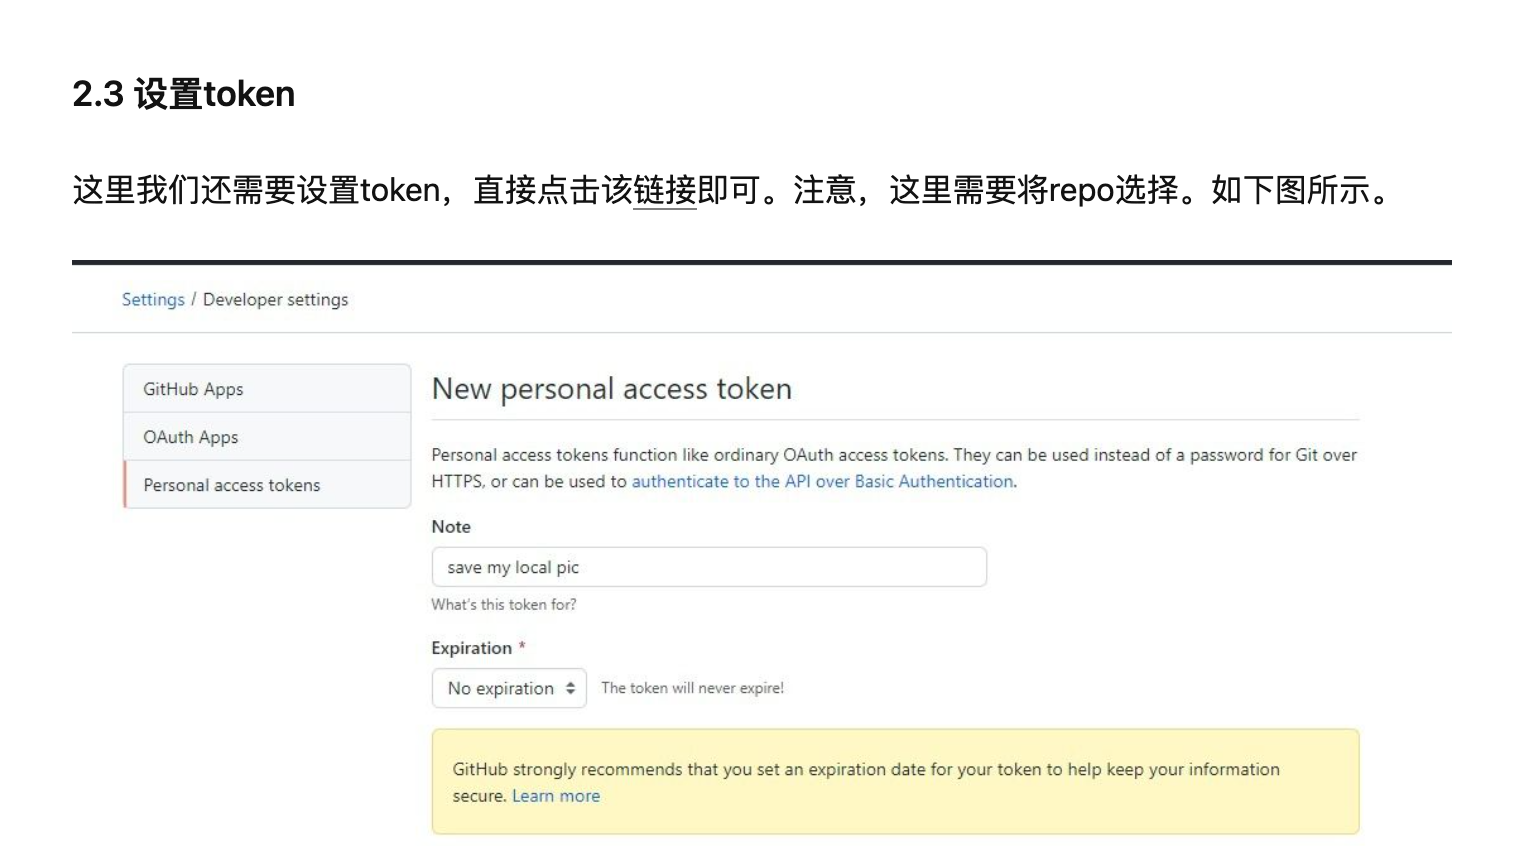 2.3 设置token
这里我们还需要设置token，直接点击该链接即可。注意，这里需要将repo选择。如下图所示。
Settings / Developer settings
GitHub Apps
OAuth Apps
Personal access tokens
New personal access token
Personal access tokens function like ordinary OAuth access tokens. They can be used instead of a password for Git over
HTTPS, or can be used to authenticate to the API over Basic Authentication.
Note
save my local pic
What's this token for?
Expiration *
No expiration
The token will never expire!
GitHub strongly recommends that you set an expiration date for your token to help keep your information
secure. Learn more